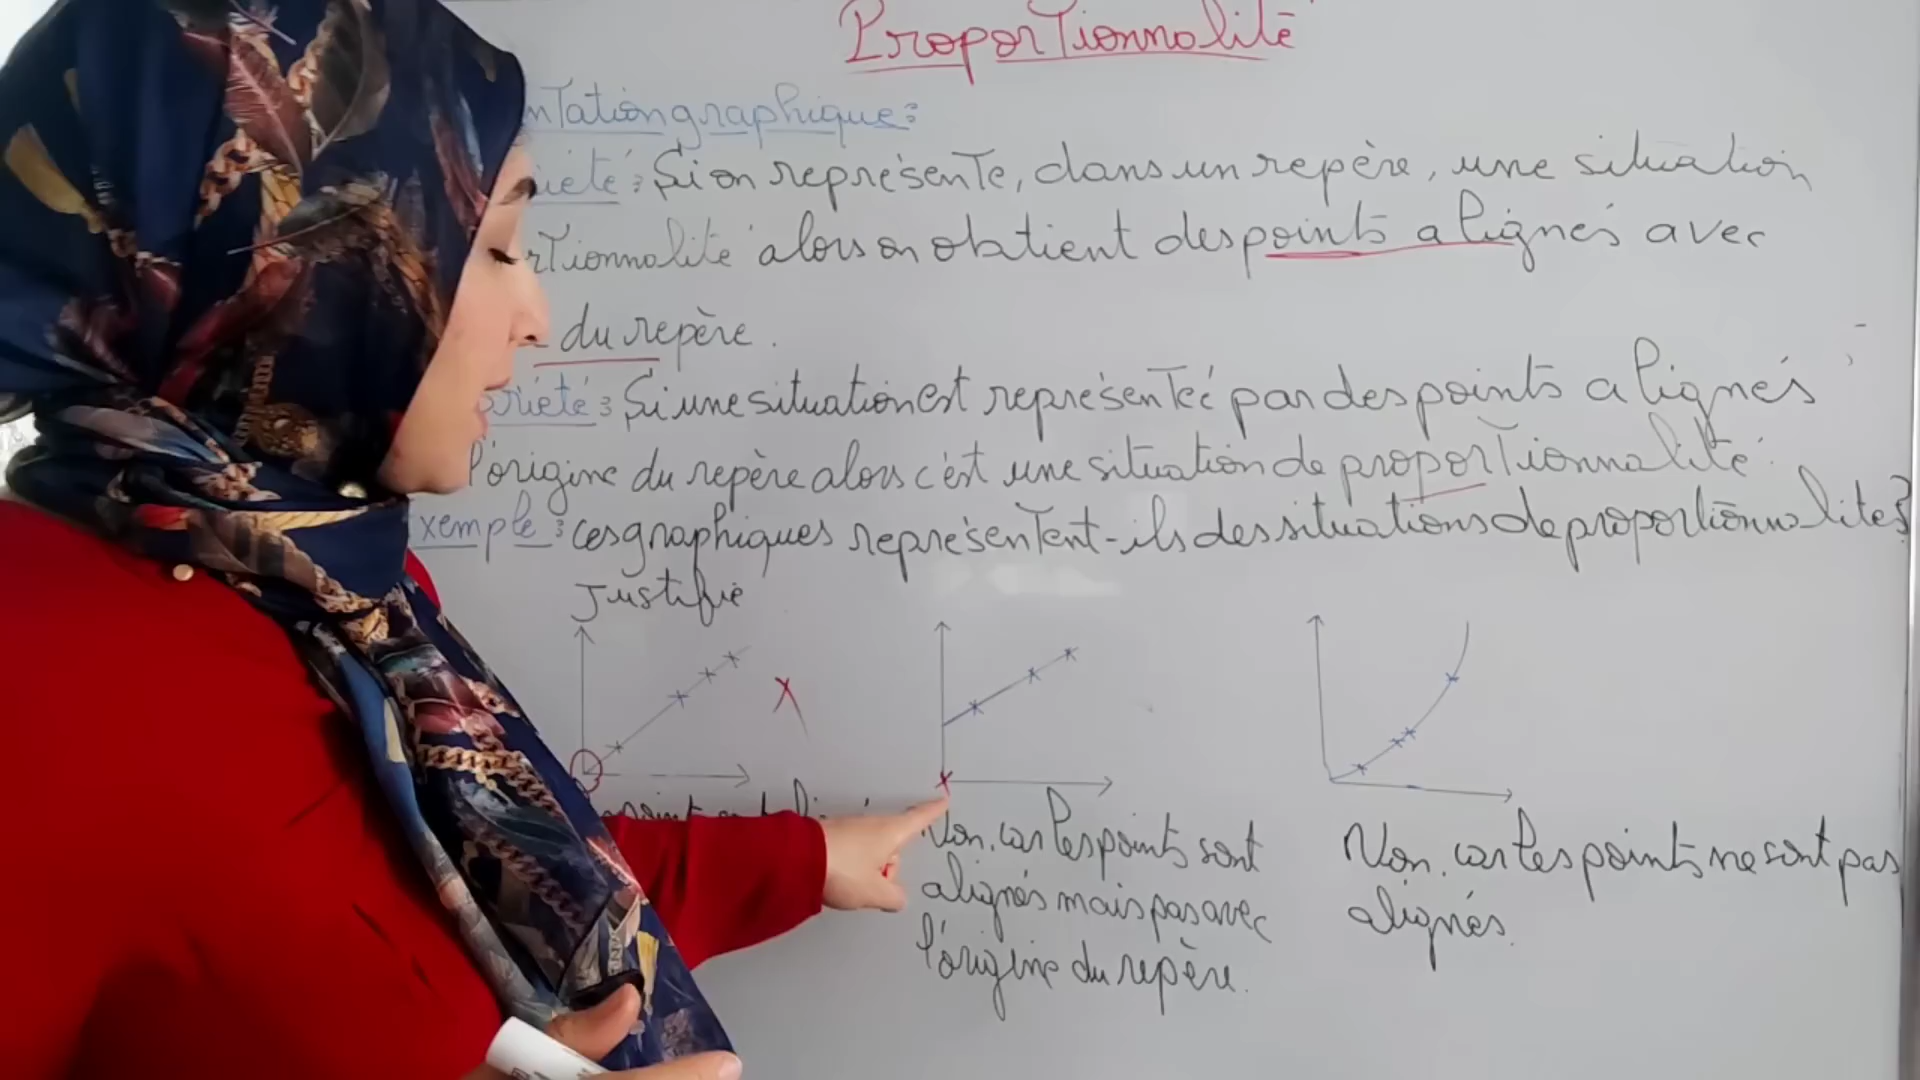 Proportionnalité
ntation graphique :
riété : Si on représente, dans un repère, une situation
rtionnalité alors on obtient des points alignés avec
du repère.
riété : Si une situation est représentée par des points alignés
l'origine du repère alors c'est une situation de proportionnalité.
xemple : ces graphiques représentent-ils des situations de proportionnalités?
Justifie
Non. car les points sont
alignés mais pas avec
l'origine du repère.
Non. car les points ne sont pas
alignés.